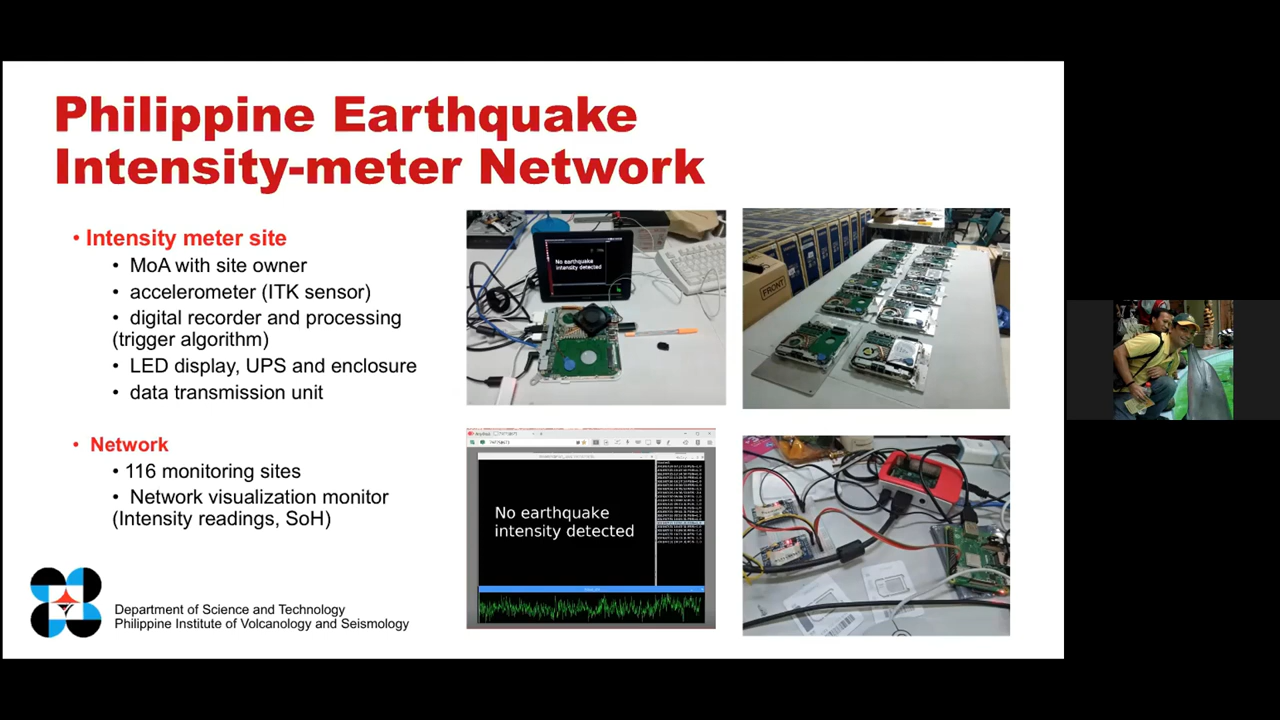 Philippine Earthquake
Intensity-meter Network
• Intensity meter site
• MoA with site owner
• accelerometer (ITK sensor)
• digital recorder and processing
(trigger algorithm)
• LED display, UPS and enclosure
• data transmission unit
• Network
• 116 monitoring sites
• Network visualization monitor
(Intensity readings, SoH)
Department of Science and Technology
Philippine Institute of Volcanology and Seismology
No earthquake
intensity detected
FRONT
No earthquake
intensity detected